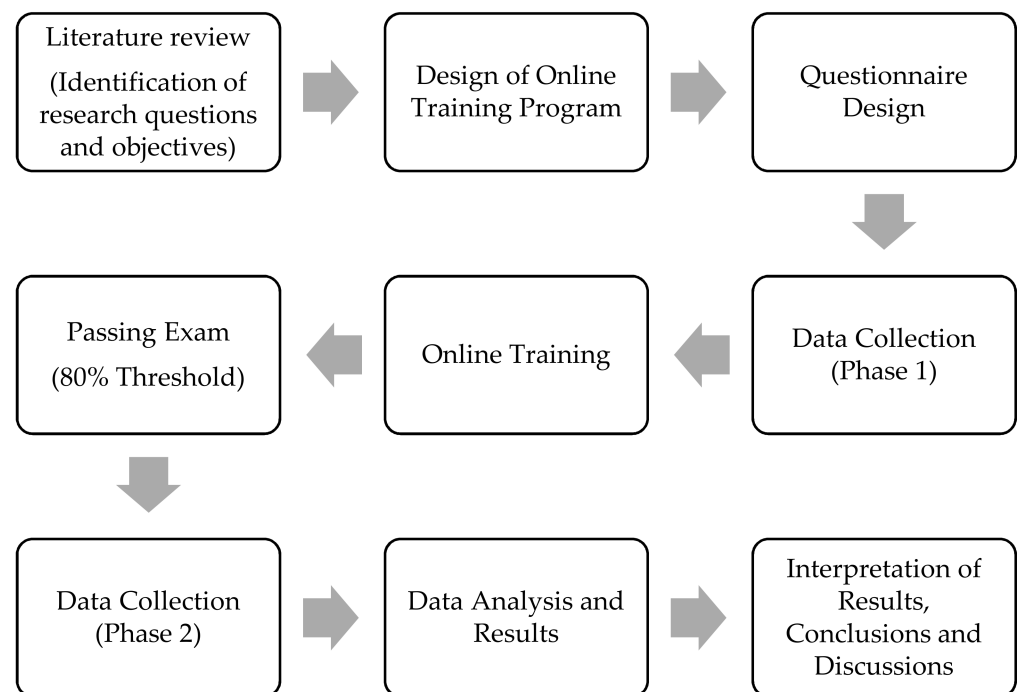 Literature review
(Identification of
research questions
and objectives)
Design of Online
Training Program
Questionnaire
Design
Passing Exam
(80% Threshold)
Online Training
Data Collection
(Phase 1)
Data Collection
(Phase 2)
Data Analysis and
Results
Interpretation of
Results,
Conclusions and
Discussions